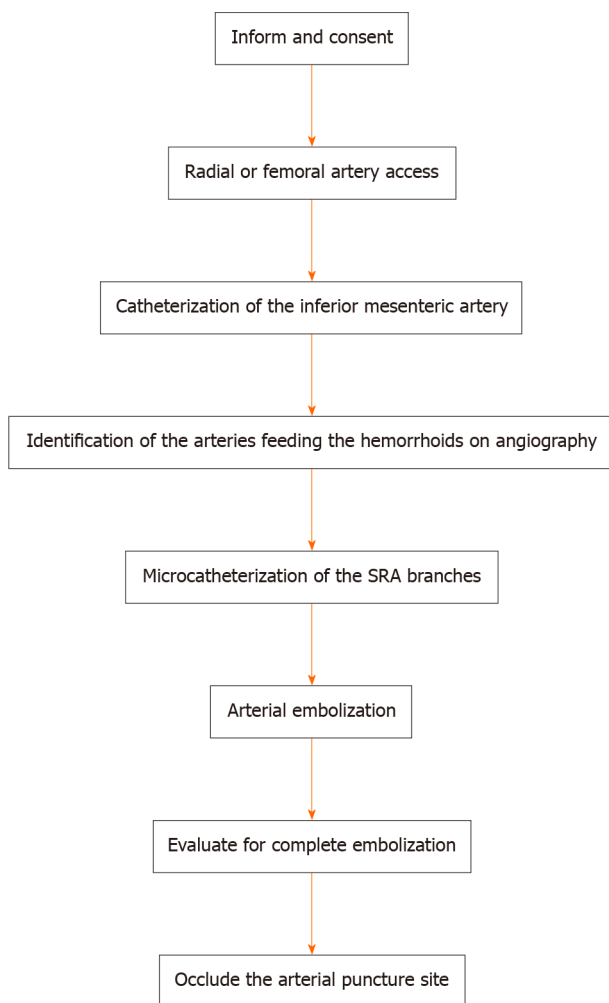 Inform and consent
Radial or femoral artery access
Catheterization of the inferior mesenteric artery
Identification of the arteries feeding the hemorrhoids on angiography
Microcatheterization of the SRA branches
Arterial embolization
Evaluate for complete embolization
Occlude the arterial puncture site